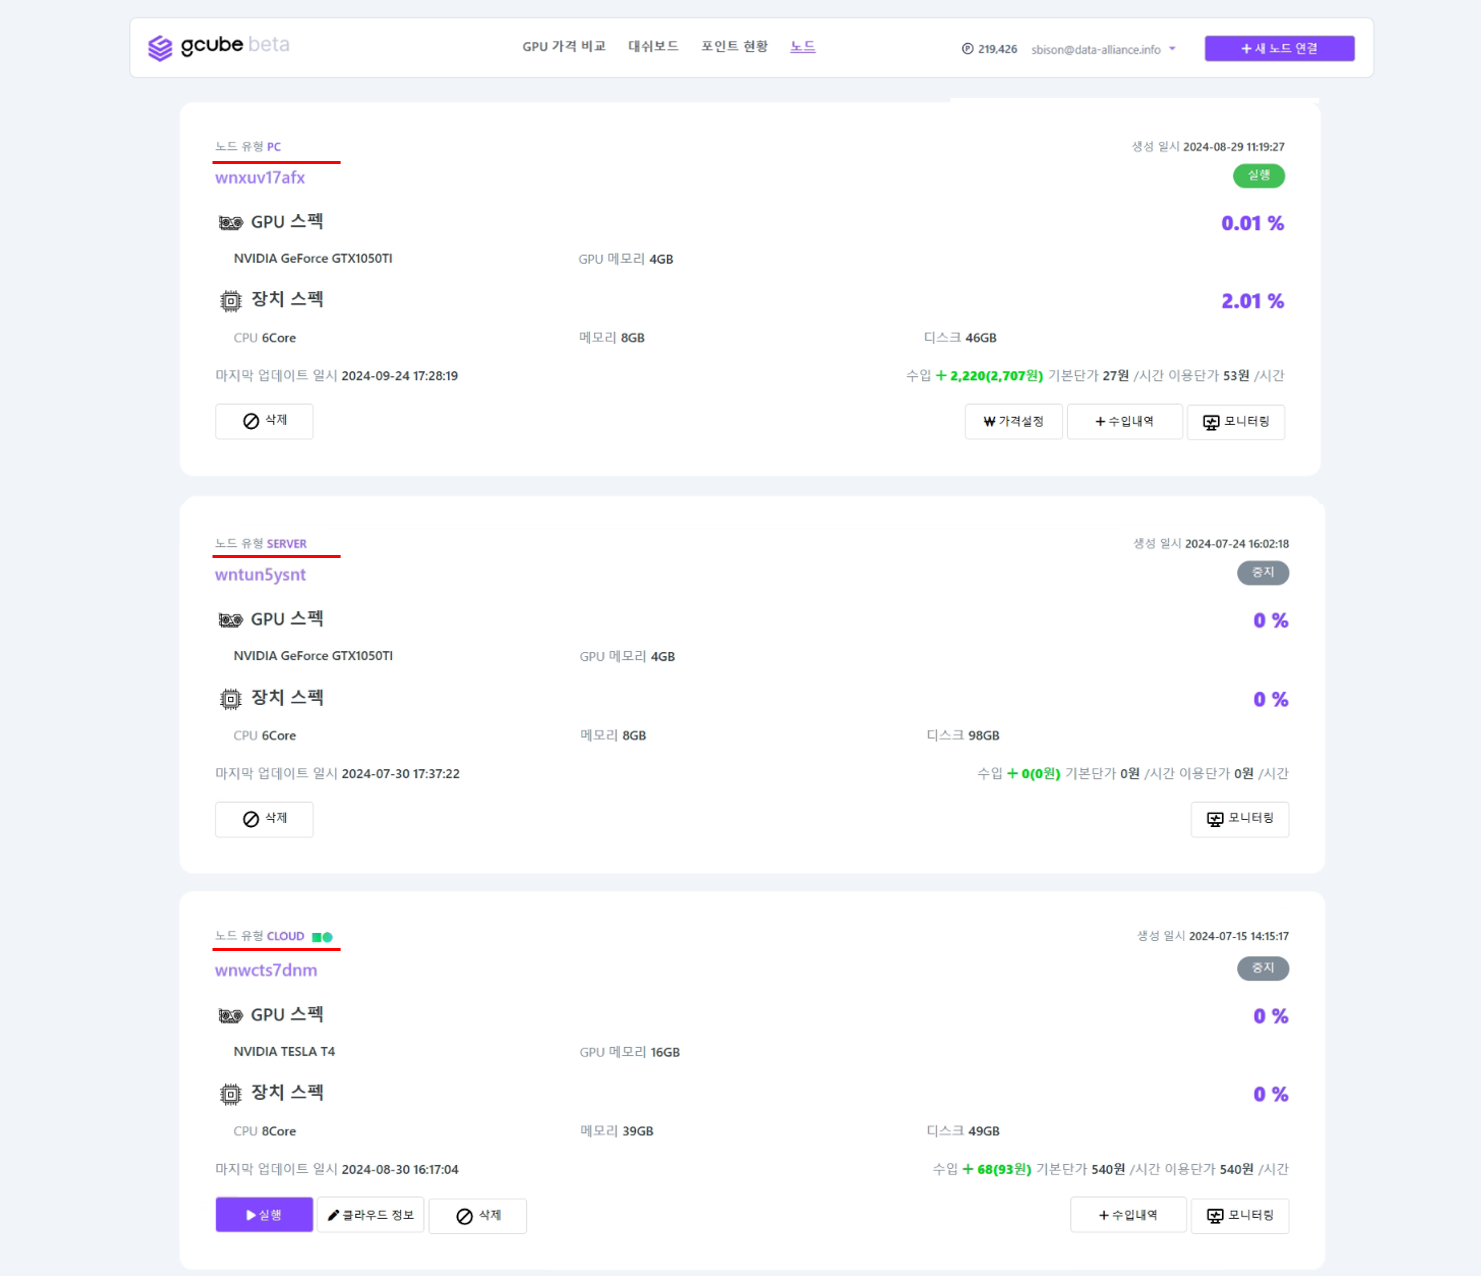 gcube beta
GPU 가격 비교 대쉬보드 포인트 현황 노드
P 219,426 sbison@data-alliance.info + 새 노드 연결
노드 유형 PC 생성 일시 2024-08-29 11:19:27
wnxuv17afx 실행
GPU 스펙 0.01 %
NVIDIA GeForce GTX1050TI GPU 메모리 4GB
장치 스펙 2.01 %
CPU 6Core 메모리 8GB 디스크 46GB
마지막 업데이트 일시 2024-09-24 17:28:19 수입 + 2,220(2,707원) 기본단가 27원 /시간 이용단가 53원 /시간
삭제 ₩ 가격설정 + 수입내역 모니터링
노드 유형 SERVER 생성 일시 2024-07-24 16:02:18
wntun5ysnt 중지
GPU 스펙 0 %
NVIDIA GeForce GTX1050TI GPU 메모리 4GB
장치 스펙 0 %
CPU 6Core 메모리 8GB 디스크 98GB
마지막 업데이트 일시 2024-07-30 17:37:22 수입 + 0(0원) 기본단가 0원 /시간 이용단가 0원 /시간
삭제 모니터링
노드 유형 CLOUD 생성 일시 2024-07-15 14:15:17
wnwcts7dnm 중지
GPU 스펙 0 %
NVIDIA TESLA T4 GPU 메모리 16GB
장치 스펙 0 %
CPU 8Core 메모리 39GB 디스크 49GB
마지막 업데이트 일시 2024-08-30 16:17:04 수입 + 68(93원) 기본단가 540원 /시간 이용단가 540원 /시간
실행 클라우드 정보 삭제 + 수입내역 모니터링